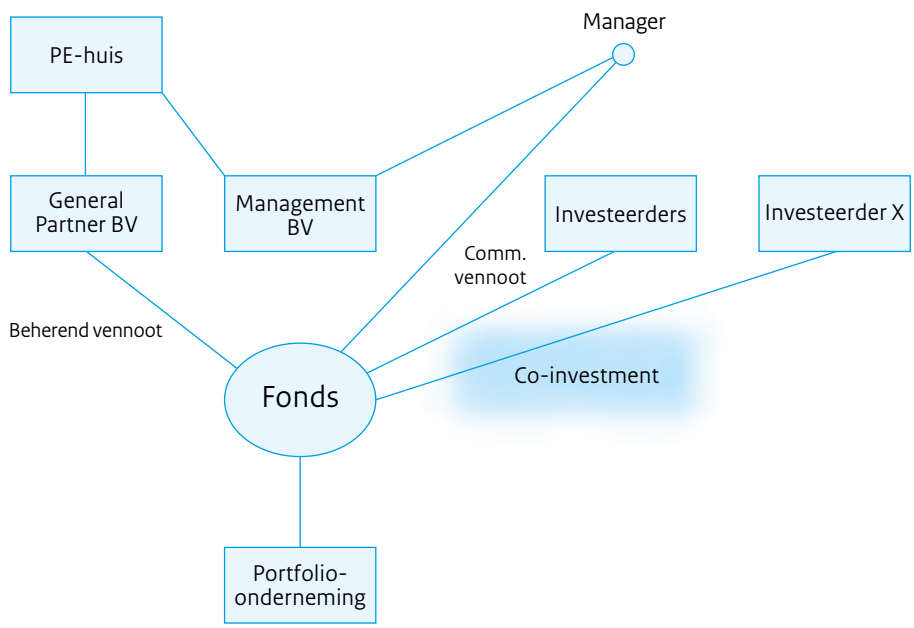 Manager
PE-huis
General
Partner BV
Management
BV
Investeerders
Investeerder X
Comm.
vennoot
Beherend vennoot
Co-investment
Fonds
Portfolio-
onderneming